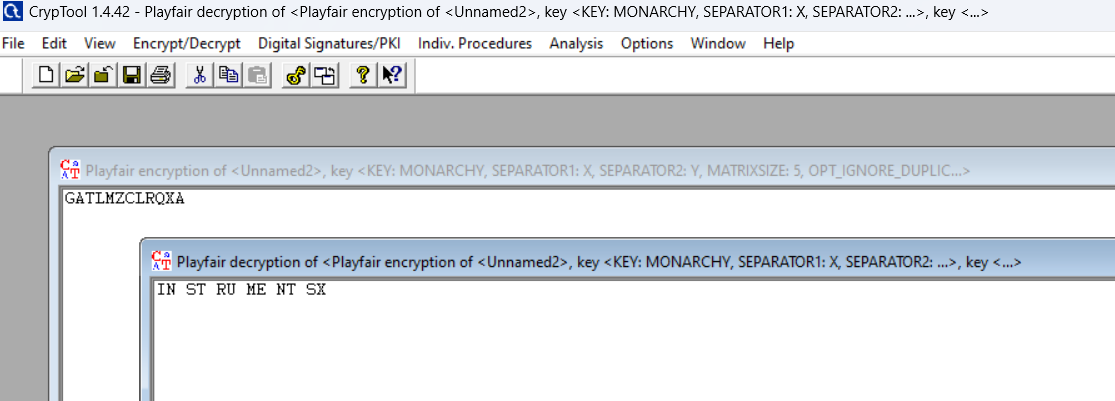 CrypTool 1.4.42 - Playfair decryption of <Playfair encryption of <Unnamed2>, key <KEY: MONARCHY, SEPARATOR1: X, SEPARATOR2: ...>, key <...>
File Edit View Encrypt/Decrypt Digital Signatures/PKI Indiv. Procedures Analysis Options Window Help
Playfair encryption of <Unnamed2>, key <KEY: MONARCHY, SEPARATOR1: X, SEPARATOR2: Y, MATRIXSIZE: 5, OPT_IGNORE_DUPLIC...>
GATLMZCLRQXA
Playfair decryption of <Playfair encryption of <Unnamed2>, key <KEY: MONARCHY, SEPARATOR1: X, SEPARATOR2: ...>, key <...>
IN ST RU ME NT SX